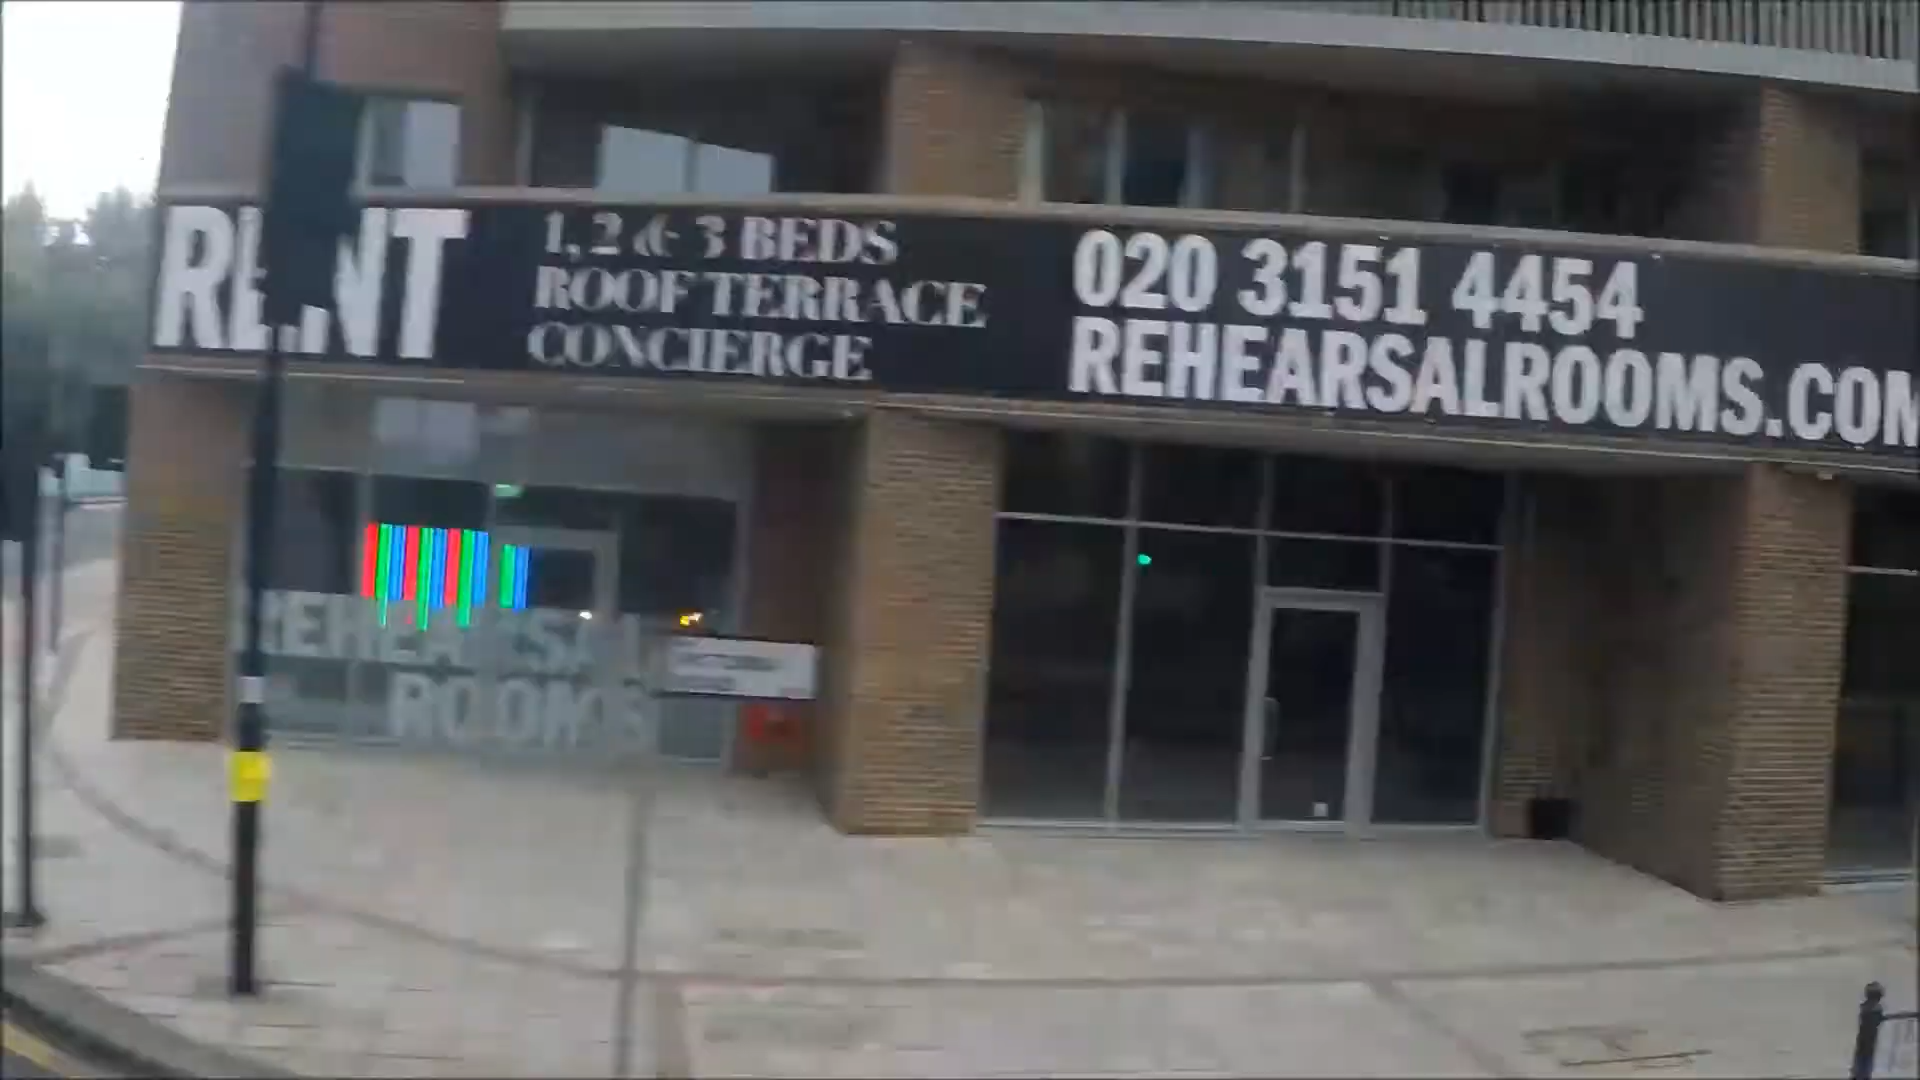 RENT
1, 2 & 3 BEDS
ROOF TERRACE
CONCIERGE
020 3151 4454
REHEARSALROOMS.COM
REHEARSAL
ROOMS